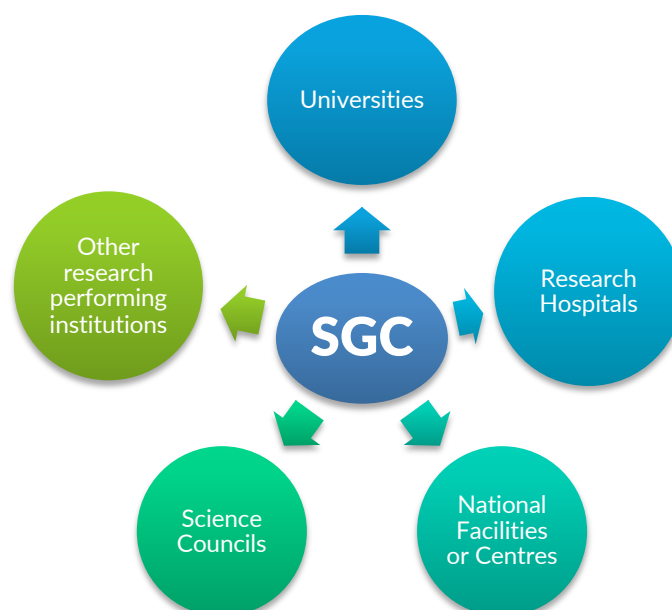 Universities
Other
research
performing
institutions
Research
Hospitals
SGC
Science
Councils
National
Facilities
or Centres